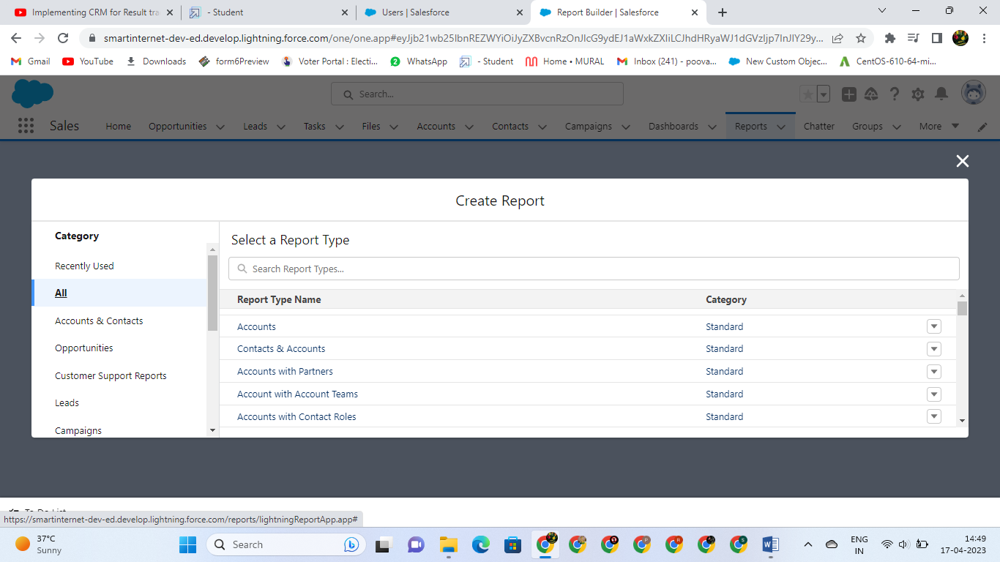 Implementing CRM for Result tra
- Student
Users | Salesforce
Report Builder | Salesforce
smartinternet-dev-ed.develop.lightning.force.com/one/one.app#eyJjb21wb25lbnREZWYiOiJyZXBvcnRzOnJlcG9ydEJ1aWxkZXIiLCJhdHRyaWJ1dGVzIjp7InJlY29y...
Gmail
YouTube
Downloads
form6Preview
Voter Portal : Electi...
WhatsApp
- Student
Home • MURAL
Inbox (241) - poova...
New Custom Objec...
CentOS-610-64-mi...
Search...
Sales
Home
Opportunities
Leads
Tasks
Files
Accounts
Contacts
Campaigns
Dashboards
Reports
Chatter
Groups
More
Create Report
Category
Recently Used
All
Accounts & Contacts
Opportunities
Customer Support Reports
Leads
Campaigns
Select a Report Type
Search Report Types...
Report Type Name Category
Accounts Standard
Contacts & Accounts Standard
Accounts with Partners Standard
Account with Account Teams Standard
Accounts with Contact Roles Standard
To Do List
https://smartinternet-dev-ed.develop.lightning.force.com/reports/lightningReportApp.app#
37°C
Sunny
Search
ENG
IN
14:49
17-04-2023